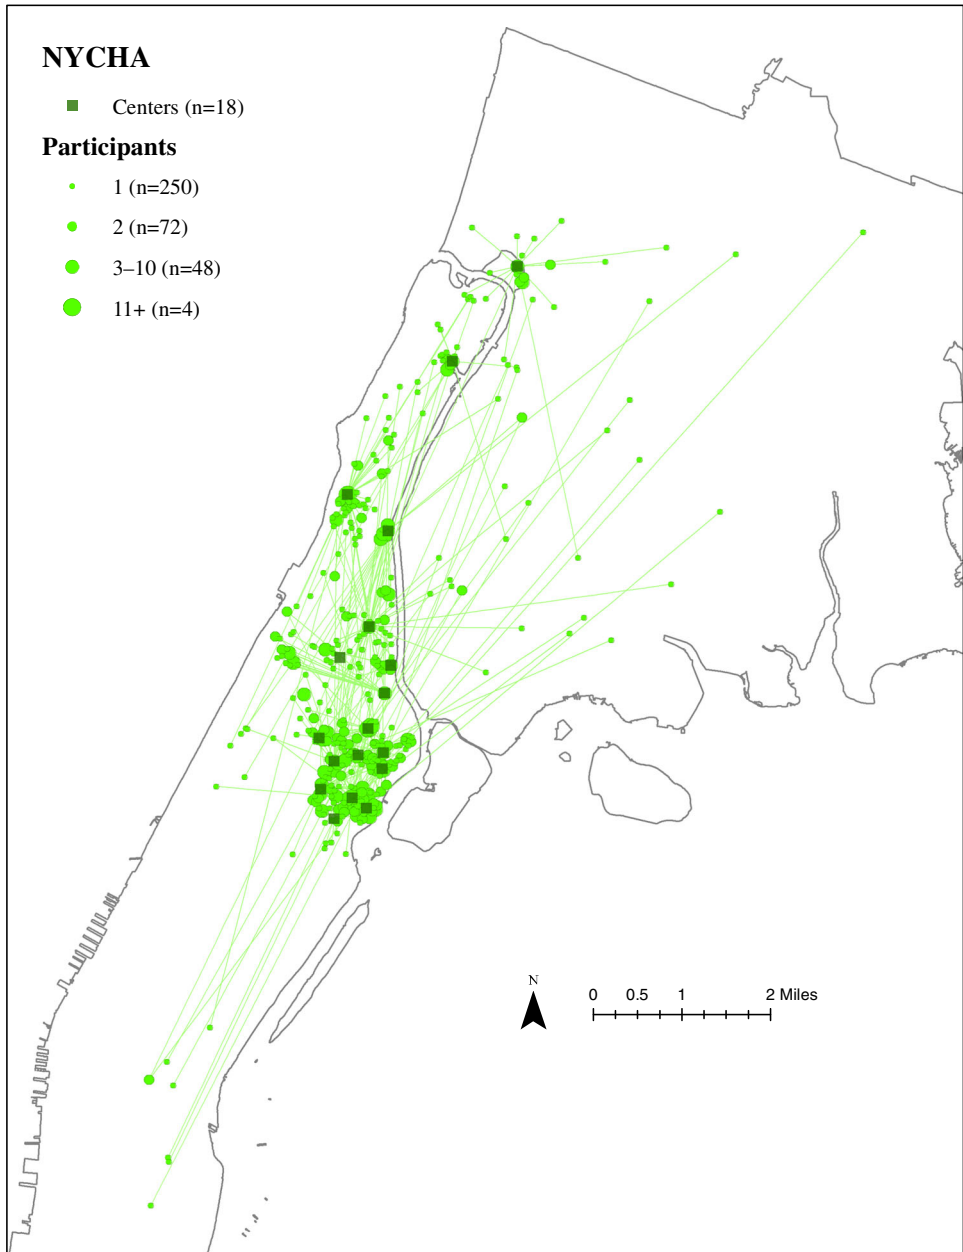 NYCHA
Centers (n=18)
Participants
1 (n=250)
2 (n=72)
3–10 (n=48)
11+ (n=4)
N
0 0.5 1 2 Miles